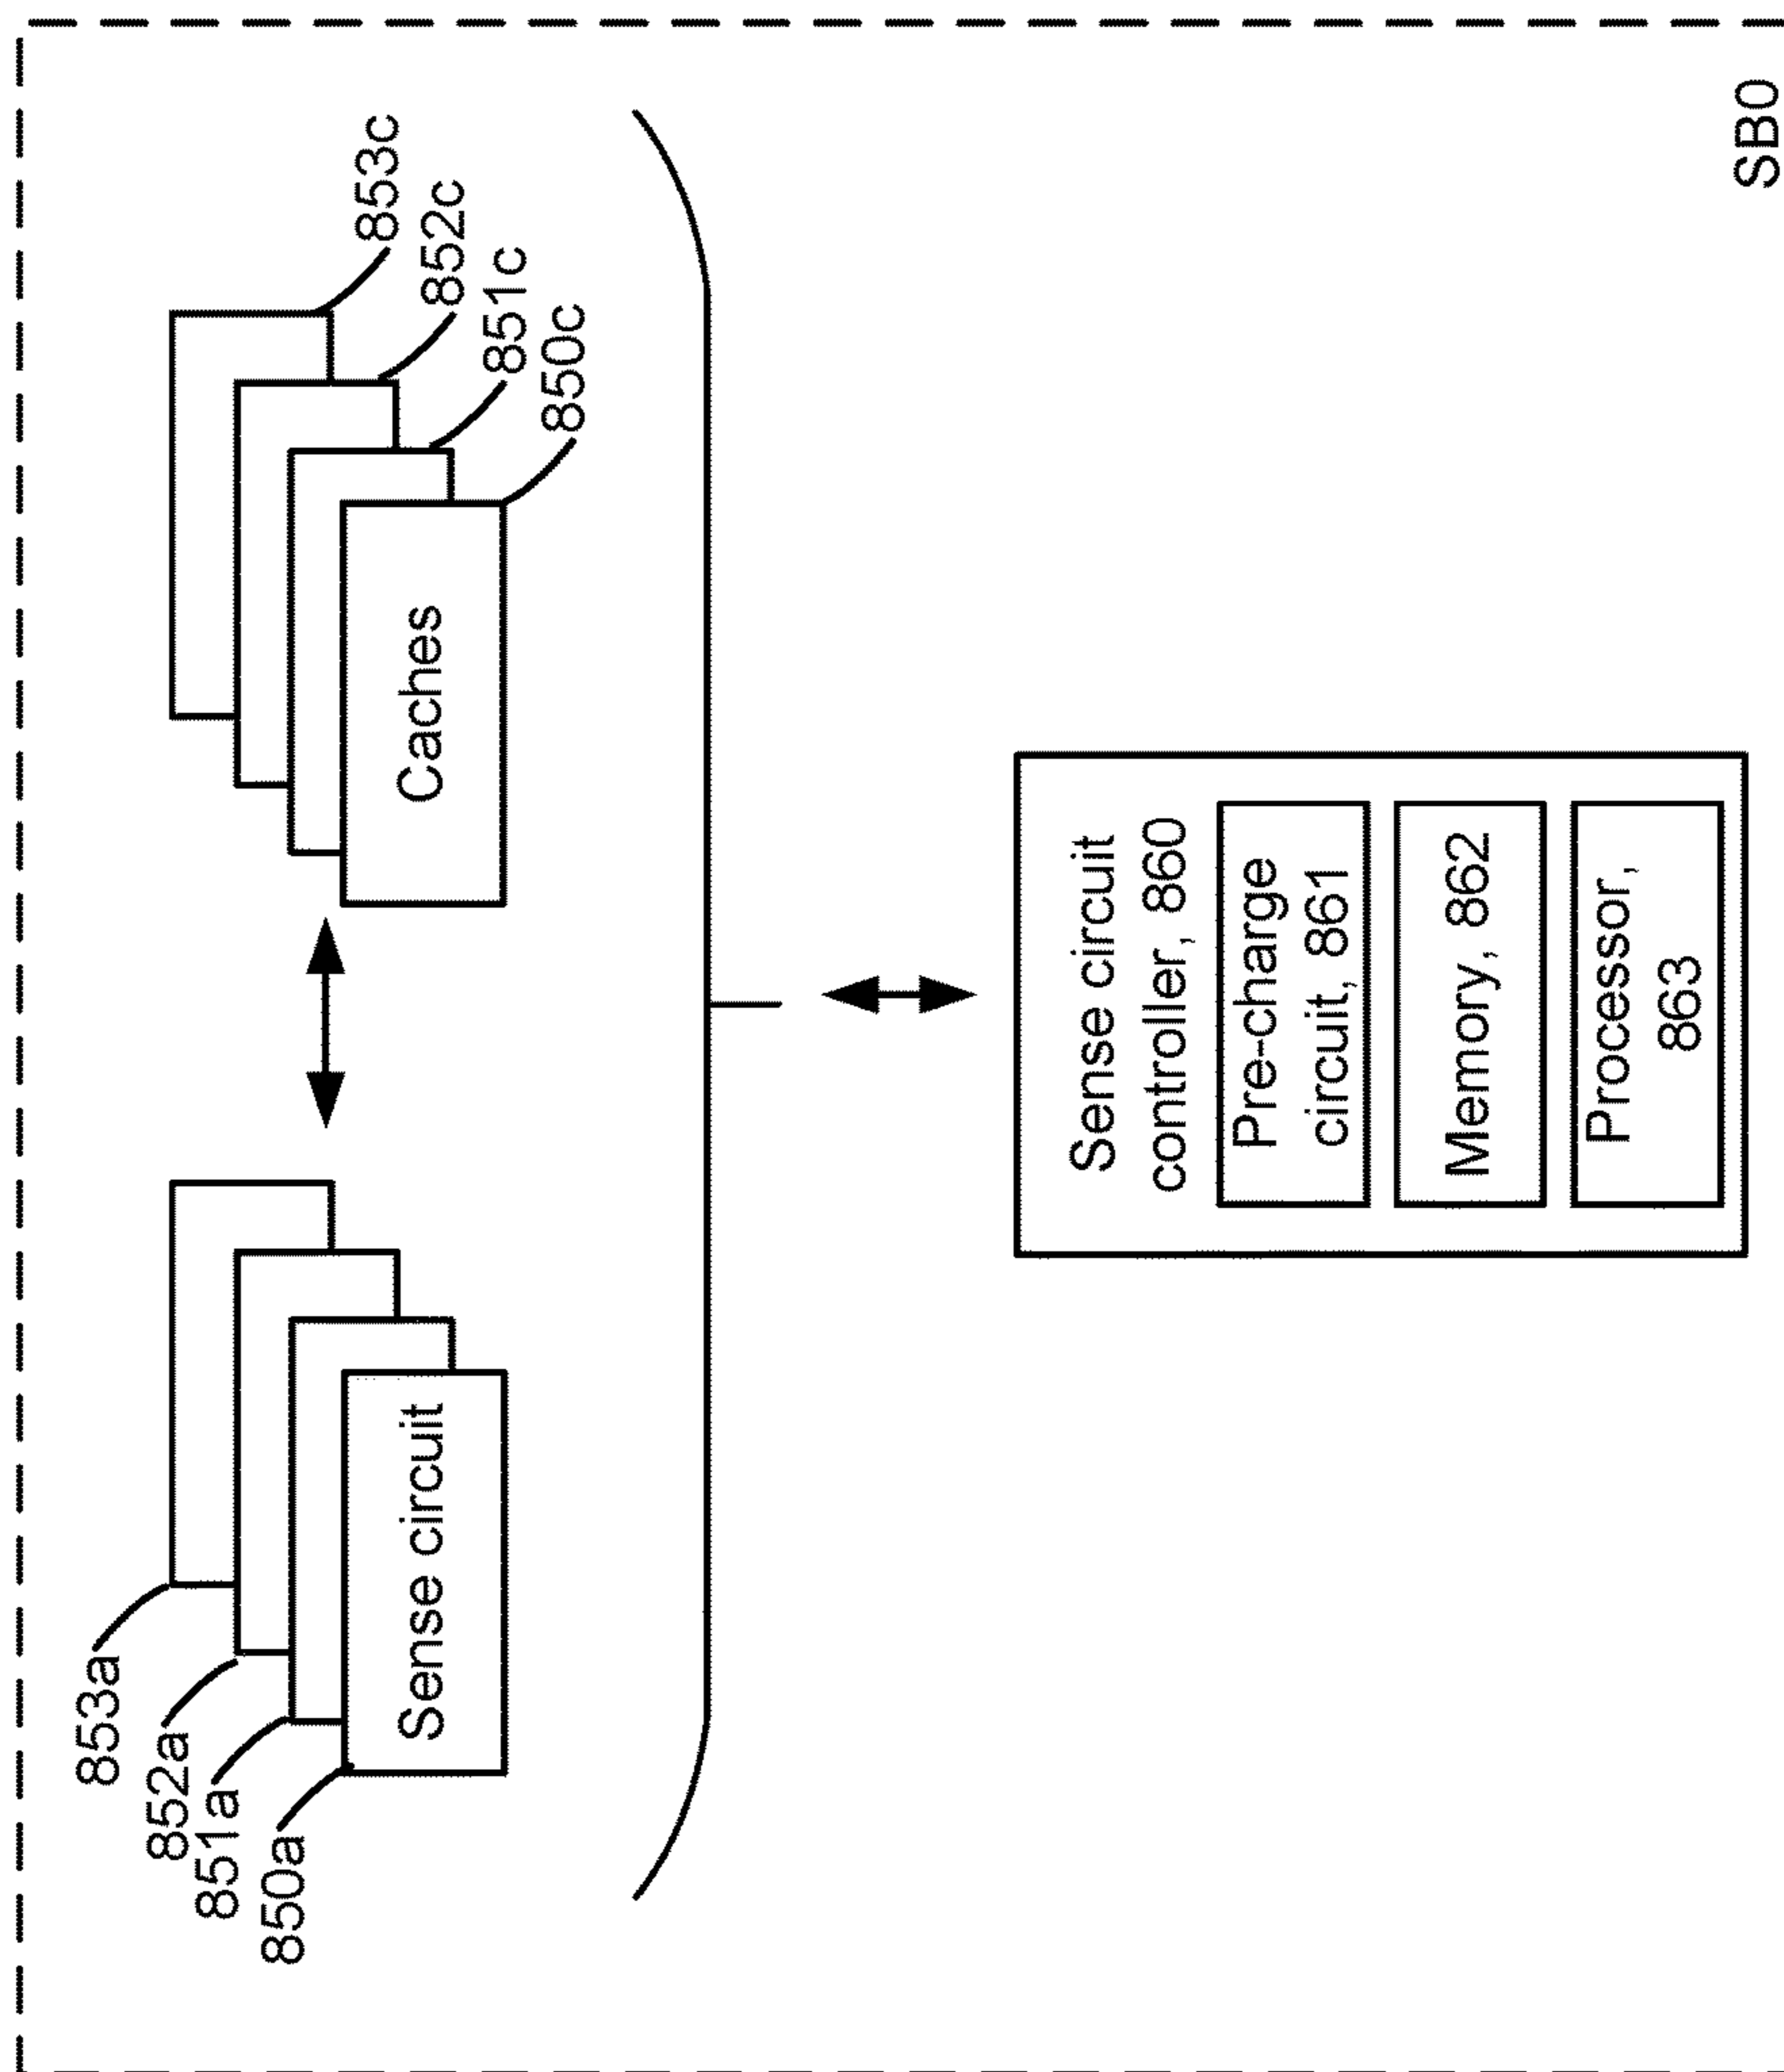 853a
852a
851a
850a
Sense circuit
853c
852c
851c
850c
Caches
Sense circuit
controller, 860
Pre-charge
circuit, 861
Memory, 862
Processor,
863
SB0